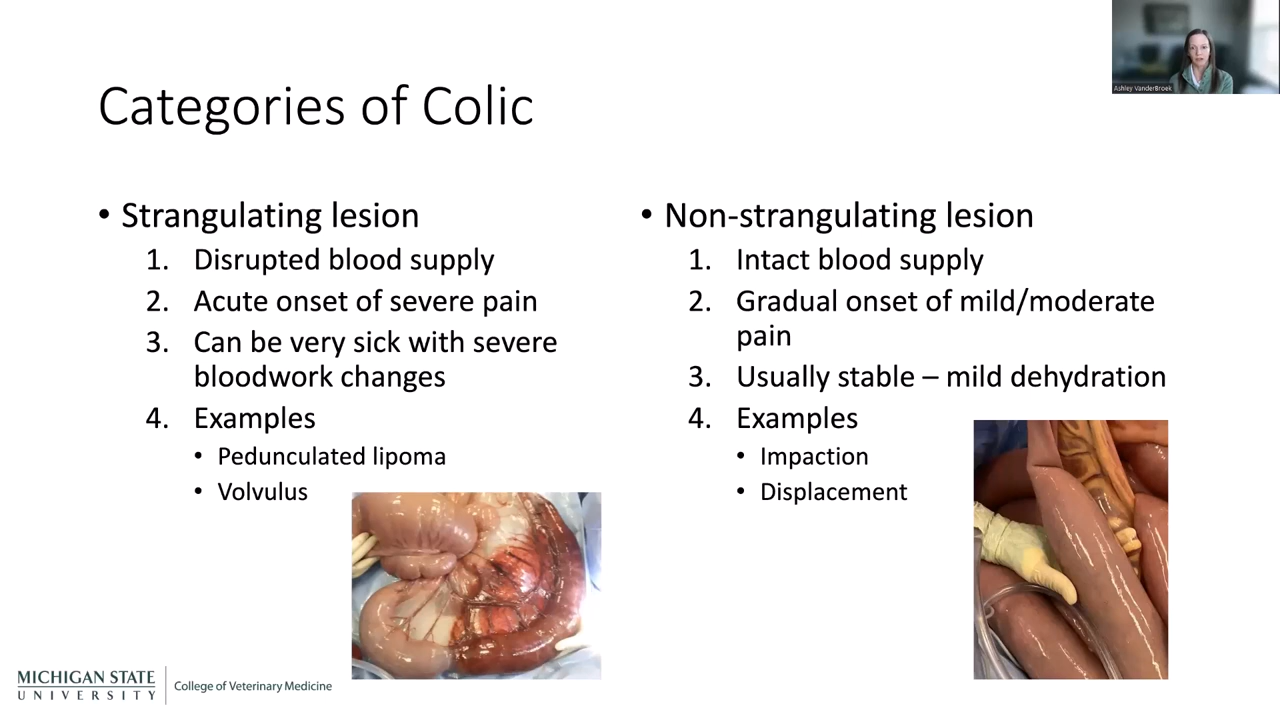 Ashley VanderBroek
Categories of Colic
• Strangulating lesion
1. Disrupted blood supply
2. Acute onset of severe pain
3. Can be very sick with severe
bloodwork changes
4. Examples
• Pedunculated lipoma
• Volvulus
• Non-strangulating lesion
1. Intact blood supply
2. Gradual onset of mild/moderate
pain
3. Usually stable – mild dehydration
4. Examples
• Impaction
• Displacement
MICHIGAN STATE
UNIVERSITY
College of Veterinary Medicine